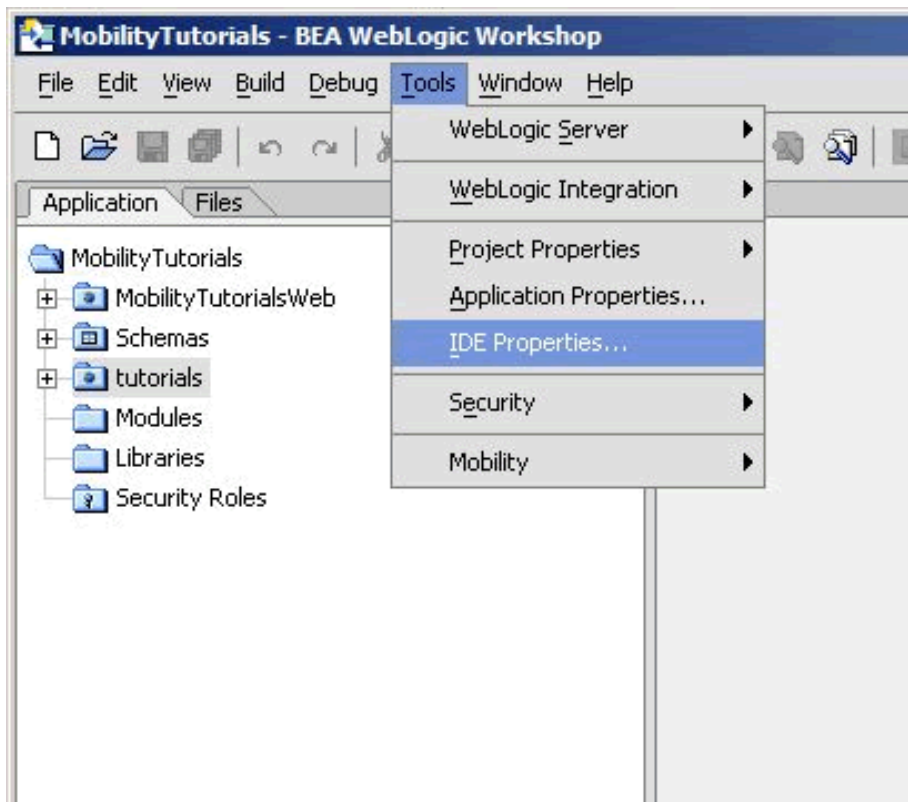 MobilityTutorials - BEA WebLogic Workshop
File Edit View Build Debug Tools Window Help
WebLogic Server
WebLogic Integration
Project Properties
Application Properties...
IDE Properties...
Security
Mobility
Application Files
MobilityTutorials
MobilityTutorialsWeb
Schemas
tutorials
Modules
Libraries
Security Roles